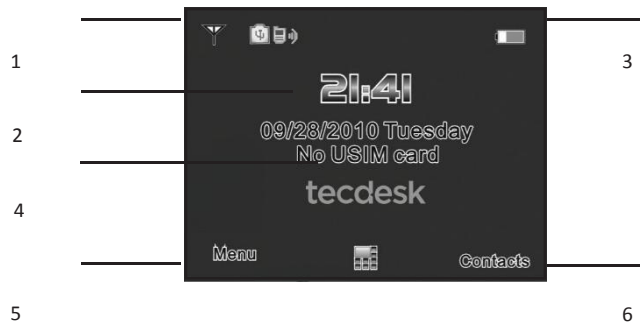 1
3
21:41
2
09/28/2010 Tuesday
No USIM card
tecdesk
4
Menu
Contacts
5
6